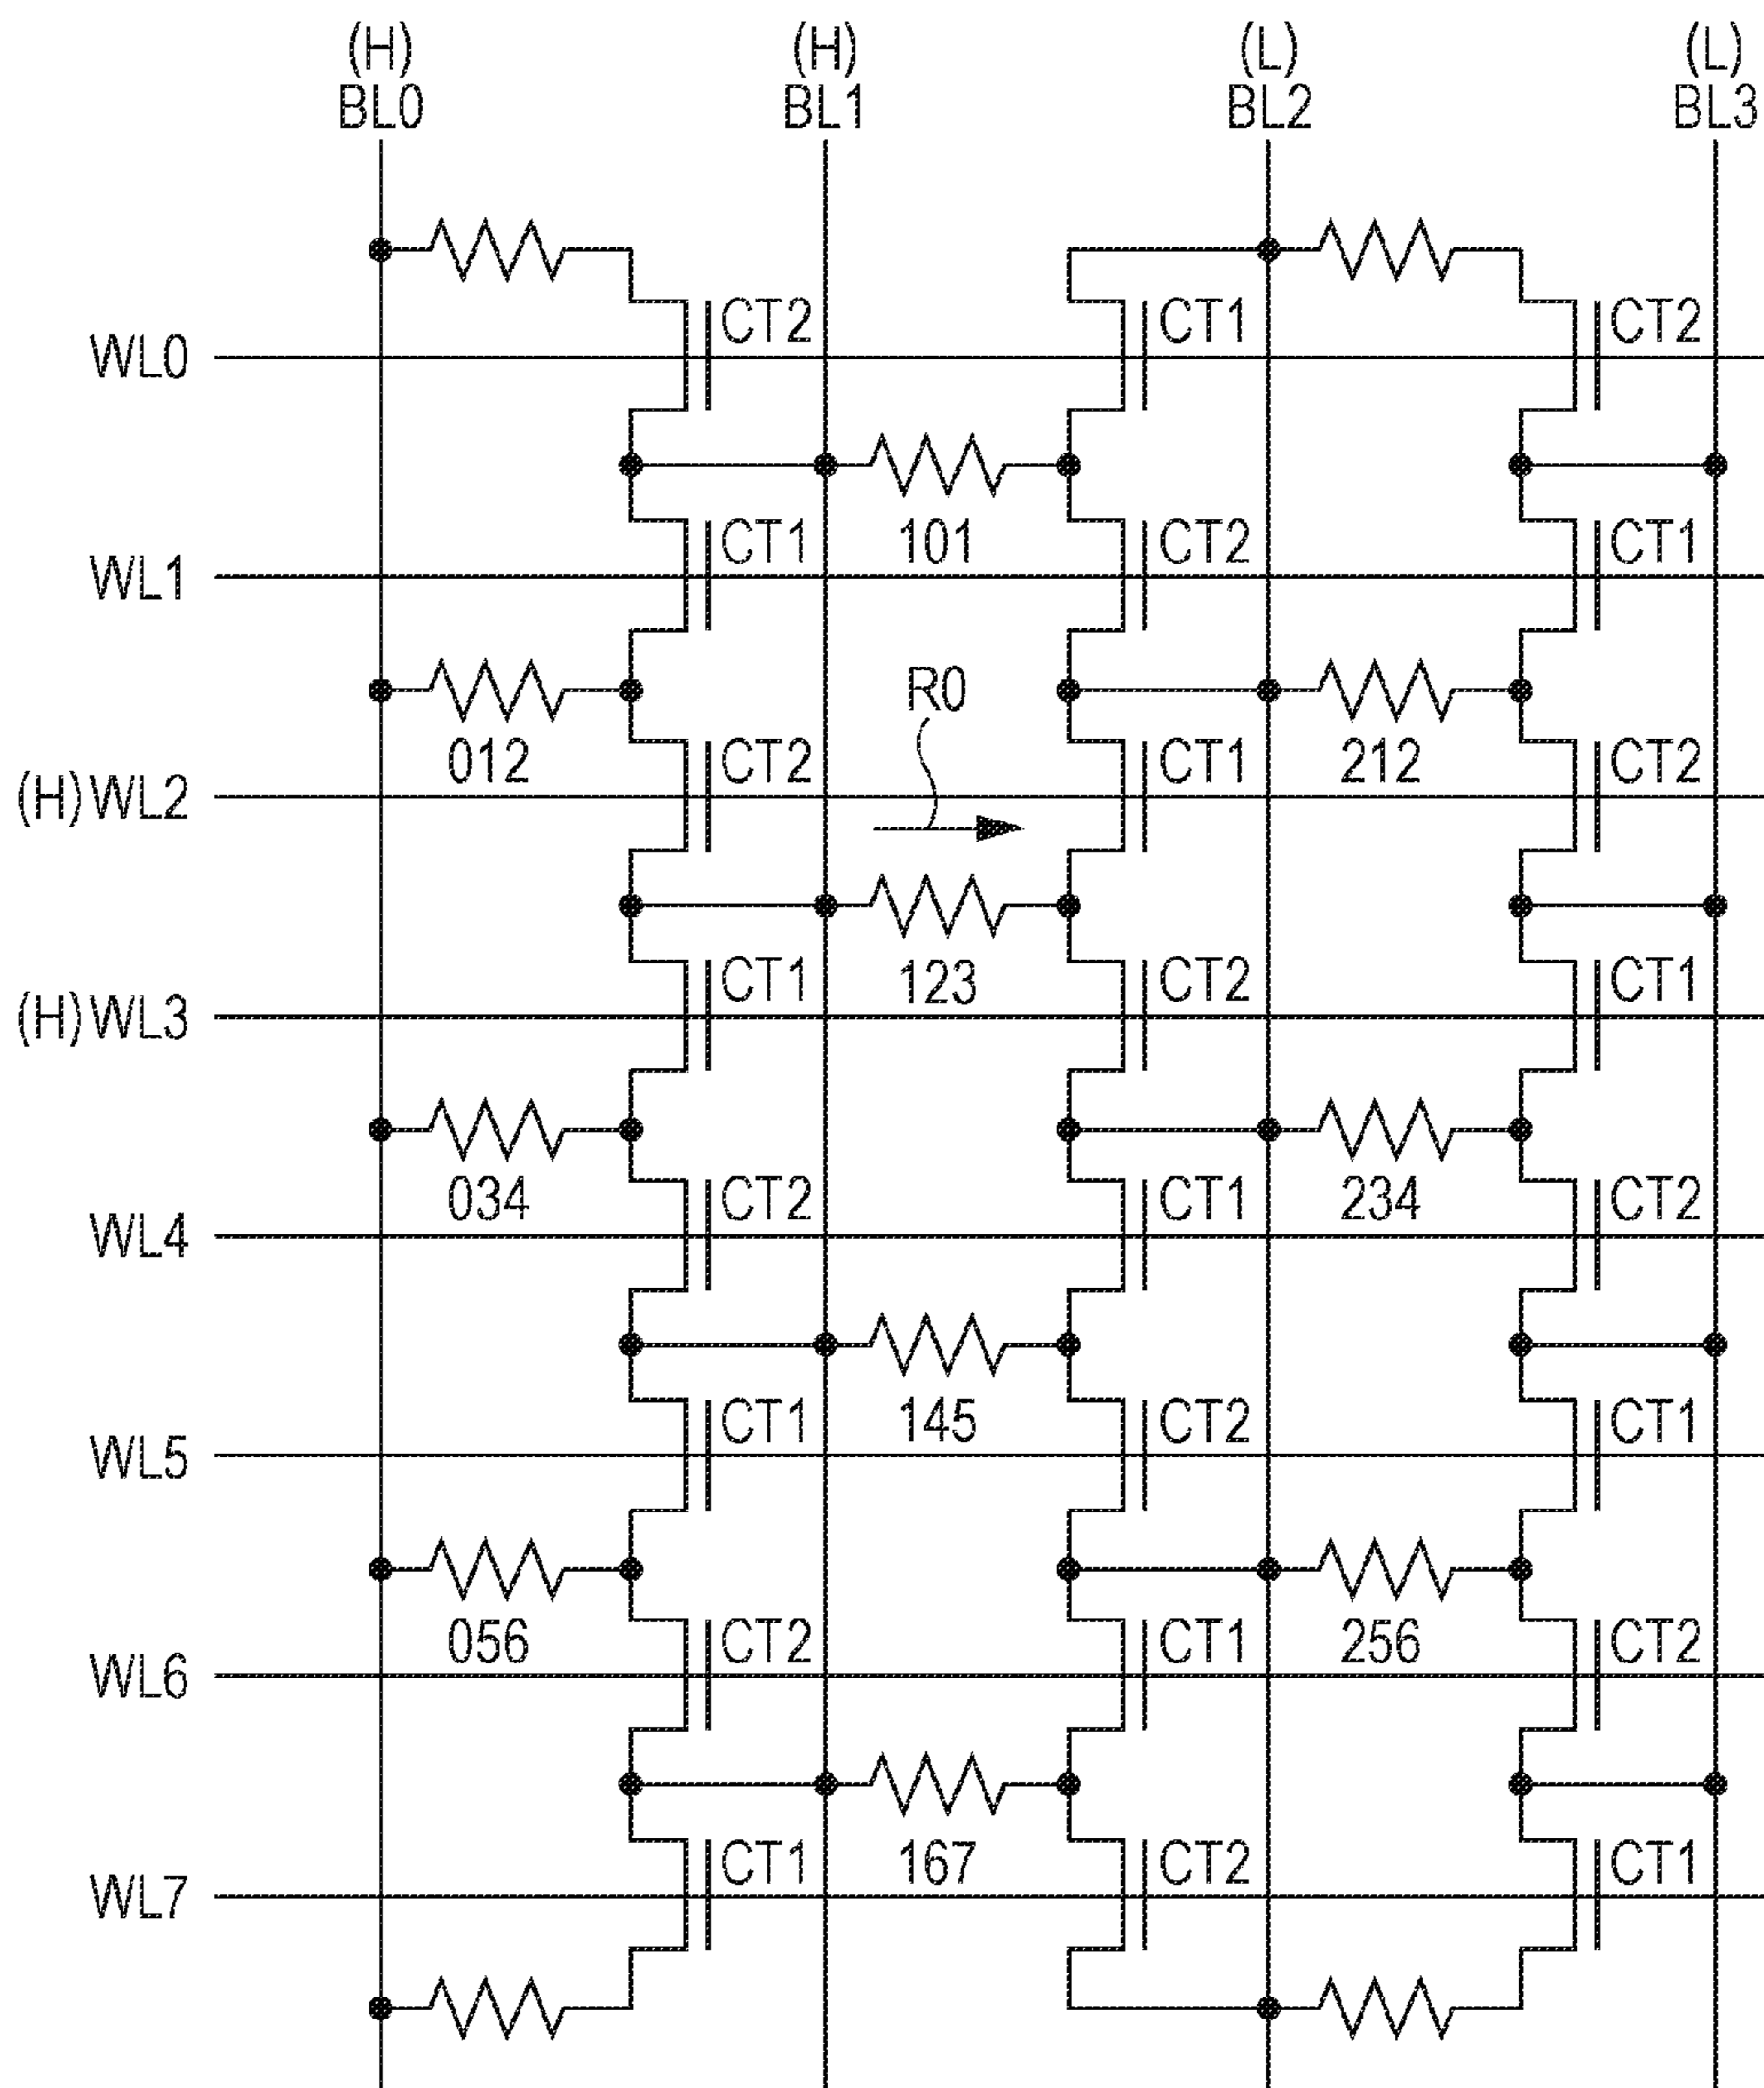 (H) (H) (L) (L)
BL0 BL1 BL2 BL3
CT2 CT1 CT2
WL0
101
CT1 CT2 CT1
WL1
R0
012 CT2 CT1 212 CT2
(H) WL2
123
CT1 CT2 CT1
(H) WL3
034 CT2 CT1 234 CT2
WL4
CT1 145 CT2 CT1
WL5
056 CT2 CT1 256 CT2
WL6
CT1 167 CT2 CT1
WL7